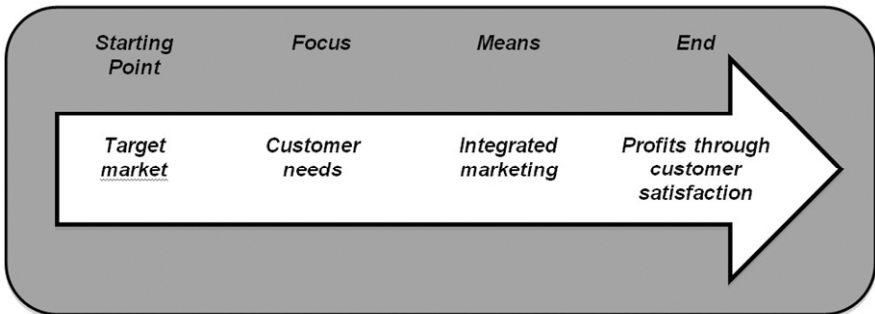 Starting Point
Focus
Means
End
Target market
Customer needs
Integrated marketing
Profits through customer satisfaction